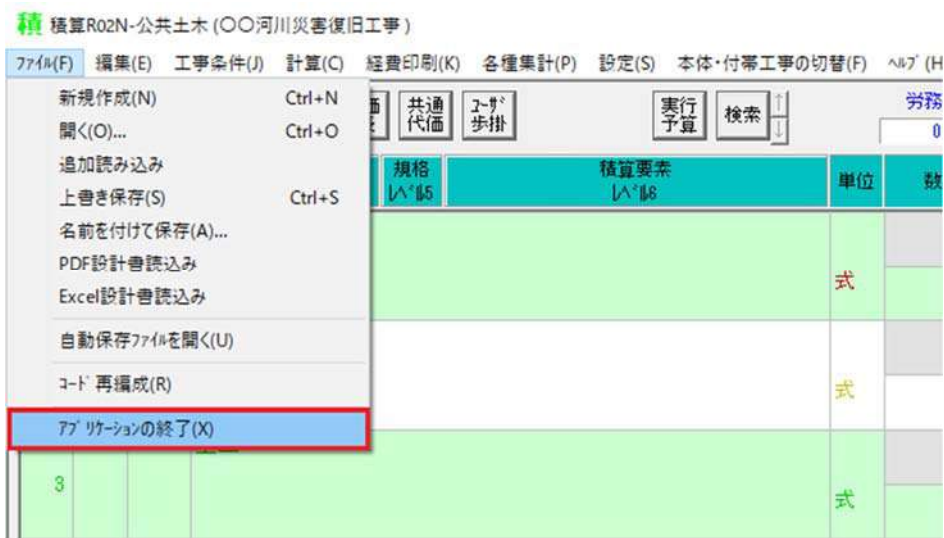 積 積算R02N-公共土木 (〇〇河川災害復旧工事)
ﾌｧｲﾙ(F) 編集(E) 工事条件(J) 計算(C) 経費印刷(K) 各種集計(P) 設定(S) 本体･付帯工事の切替(F) ﾍﾙﾌﾟ(H
新規作成(N) Ctrl+N
開く(O)... Ctrl+O
追加読み込み
上書き保存(S) Ctrl+S
名前を付けて保存(A)...
PDF設計書読込み
Excel設計書読込み
自動保存ﾌｧｲﾙを開く(U)
ｺｰﾄﾞ再編成(R)
ｱﾌﾟﾘｹｰｼｮﾝの終了(X)
共通
代価
ﾕｰｻﾞ
歩掛
実行
予算
検索
↑
↓
労務
0
規格
ﾚﾍﾞﾙ5
積算要素
ﾚﾍﾞﾙ6
単位
数
式
式
3
式